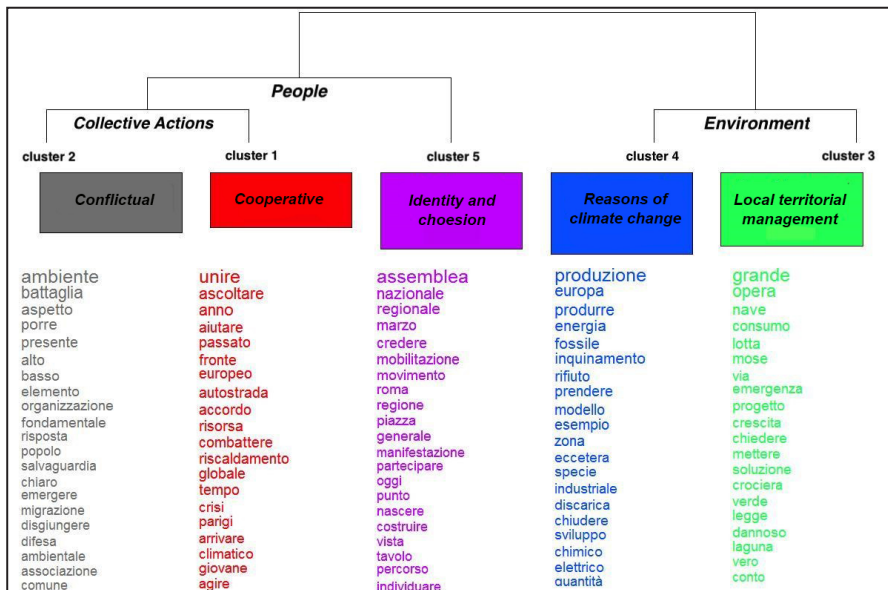 People
Collective Actions
Environment
cluster 2
cluster 1
cluster 5
cluster 4
cluster 3
Conflictual
Cooperative
Identity and
choesion
Reasons of
climate change
Local territorial
management
ambiente
battaglia
aspetto
porre
presente
alto
basso
elemento
organizzazione
fondamentale
risposta
popolo
salvaguardia
chiaro
emergere
migrazione
disgiungere
difesa
ambientale
associazione
comune
unire
ascoltare
anno
aiutare
passato
fronte
europeo
autostrada
accordo
risorsa
combattere
riscaldamento
globale
tempo
crisi
parigi
arrivare
climatico
giovane
agire
assemblea
nazionale
regionale
marzo
credere
mobilitazione
movimento
roma
regione
piazza
generale
manifestazione
partecipare
oggi
punto
nascere
costruire
vista
tavolo
percorso
individuare
produzione
europa
produrre
energia
fossile
inquinamento
rifiuto
prendere
modello
esempio
zona
eccetera
specie
industriale
discarica
chiudere
sviluppo
chimico
elettrico
quantità
grande
opera
nave
consumo
lotta
mose
via
emergenza
progetto
crescita
chiedere
mettere
soluzione
crociera
verde
legge
dannoso
laguna
vero
conto